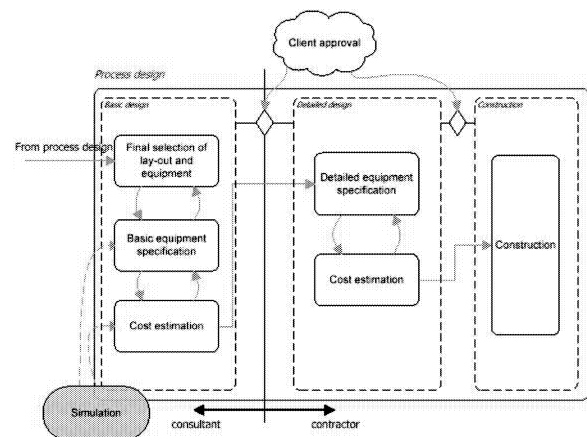 Client approval
Process design
Basic design
Detailed design
Construction
From process design
Final selection of
lay-out and
equipment
Detailed equipment
specification
Basic equipment
specification
Construction
Cost estimation
Cost estimation
Simulation
consultant
contractor